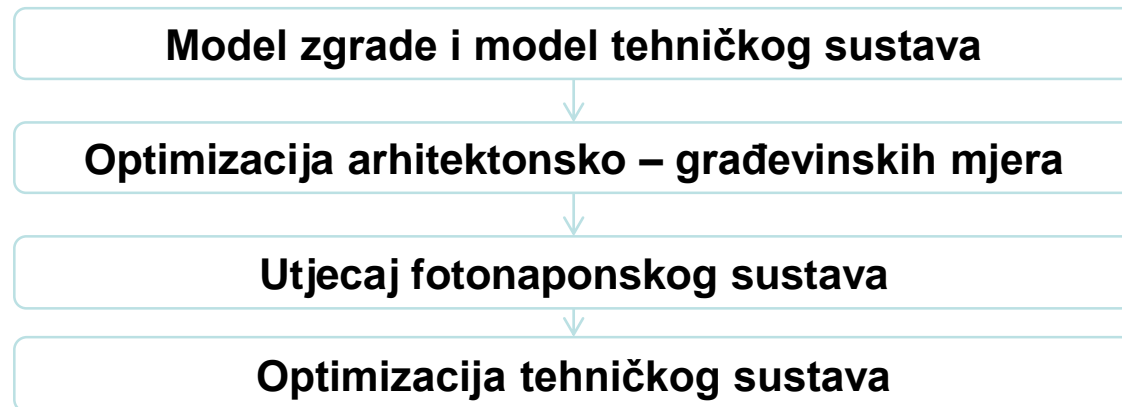 Model zgrade i model tehničkog sustava
Optimizacija arhitektonsko – građevinskih mjera
Utjecaj fotonaponskog sustava
Optimizacija tehničkog sustava